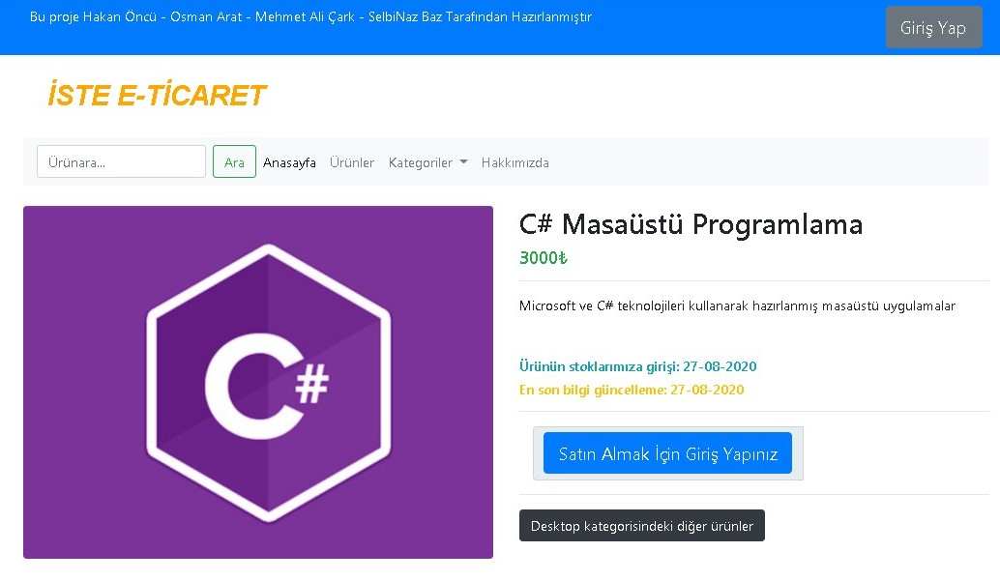 Bu proje Hakan Öncü - Osman Arat - Mehmet Ali Çark - SelbiNaz Baz Tarafından Hazırlanmıştır
Giriş Yap
İSTE E-TİCARET
Ürünara...
Ara
Anasayfa
Ürünler
Kategoriler
Hakkımızda
C#
C# Masaüstü Programlama
3000₺
Microsoft ve C# teknolojileri kullanarak hazırlanmış masaüstü uygulamalar
Ürünün stoklarımıza girişi: 27-08-2020
En son bilgi güncelleme: 27-08-2020
Satın Almak İçin Giriş Yapınız
Desktop kategorisindeki diğer ürünler